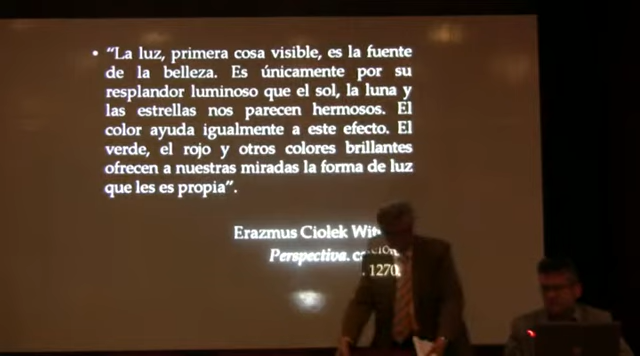 • “La luz, primera cosa visible, es la fuente
de la belleza. Es únicamente por su
resplandor luminoso que el sol, la luna y
las estrellas nos parecen hermosos. El
color ayuda igualmente a este efecto. El
verde, el rojo y otros colores brillantes
ofrecen a nuestras miradas la forma de luz
que les es propia”.
Erazmus Ciolek
Perspectiva.
1270